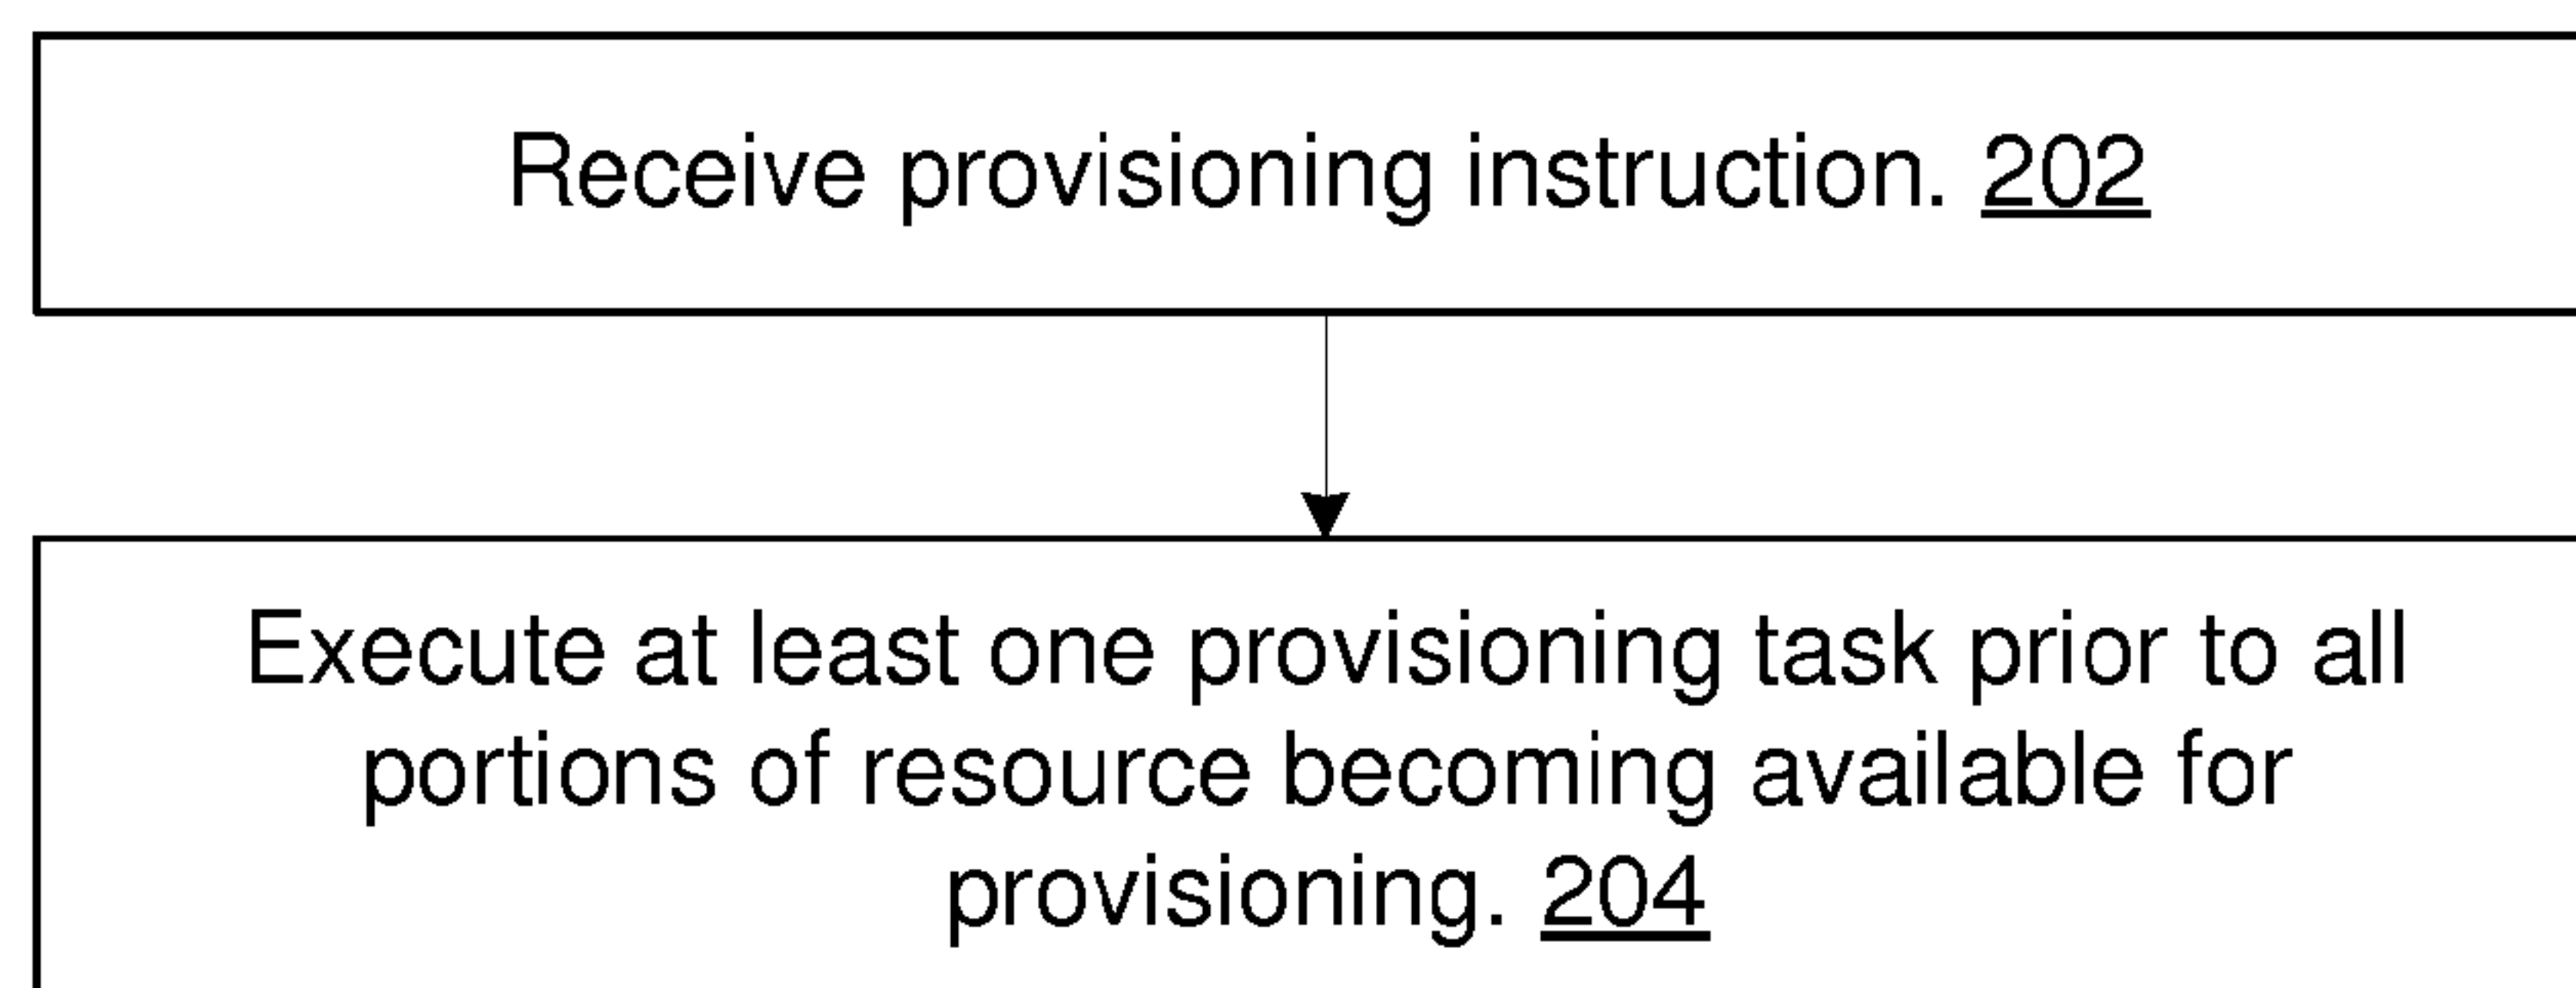 Receive provisioning instruction. 202
Execute at least one provisioning task prior to all
portions of resource becoming available for
provisioning. 204